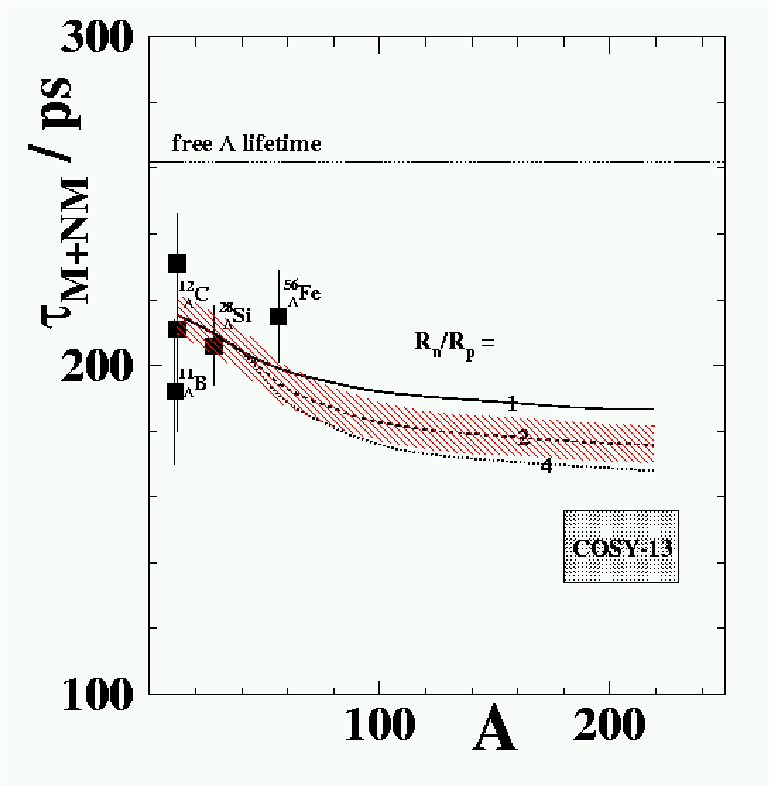 300
free Λ lifetime
τM+NM / ps
12ΛC
28ΛSi
56ΛFe
Rn/Rp =
200
11ΛB
1
2
4
COSY-13
100
100
A
200